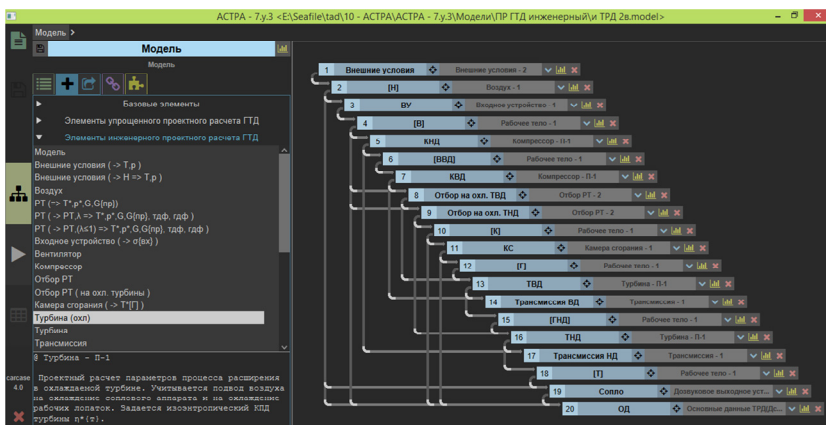 АСТРА - 7.у.3 <E:\Seafile\tad\10 - АСТРА\АСТРА - 7.у.3\Модели\ПР ГТД инженерный\и ТРД 2в.model>
Модель >
Модель
Модель
Базовые элементы
Элементы упрощенного проектного расчета ГТД
Элементы инженерного проектного расчета ГТД
Модель
Внешние условия ( -> T,p )
Внешние условия ( -> H => T,p )
Воздух
РТ (=> T*,p*,G,G{пр})
РТ ( -> РТ,λ => T*,p*,G,G{пр}, тдф, гдф )
РТ ( -> РТ,(λ≤1) => T*,p*,G,G{пр}, тдф, гдф )
Входное устройство ( -> σ{вх} )
Вентилятор
Компрессор
Отбор РТ
Отбор РТ ( на охл. турбины )
Камера сгорания ( -> T*[Г] )
Турбина (охл)
Турбина
Трансмиссия
@ Турбина - П-1
Проектный расчет параметров процесса расширения
в охлаждаемой турбине. Учитывается подвод воздуха
на охлаждение соплового аппарата и на охлаждение
рабочих лопаток. Задается изоэнтропический КПД
турбины η*{т}.
carcase
4.0
1 Внешние условия Внешние условия - 2
2 [Н] Воздух - 1
3 ВУ Входное устройство - 1
4 [В] Рабочее тело - 1
5 КНД Компрессор - П-1
6 [ВВД] Рабочее тело - 1
7 КВД Компрессор - П-1
8 Отбор на охл. ТВД Отбор РТ - 2
9 Отбор на охл. ТНД Отбор РТ - 2
10 [К] Рабочее тело - 1
11 КС Камера сгорания - 1
12 [Г] Рабочее тело - 1
13 ТВД Турбина - П-1
14 Трансмиссия ВД Трансмиссия - 1
15 [ГНД] Рабочее тело - 1
16 ТНД Турбина - П-1
17 Трансмиссия НД Трансмиссия - 1
18 [Т] Рабочее тело - 1
19 Сопло Дозвуковое выходное уст...
20 ОД Основные данные ТРД(Дс...